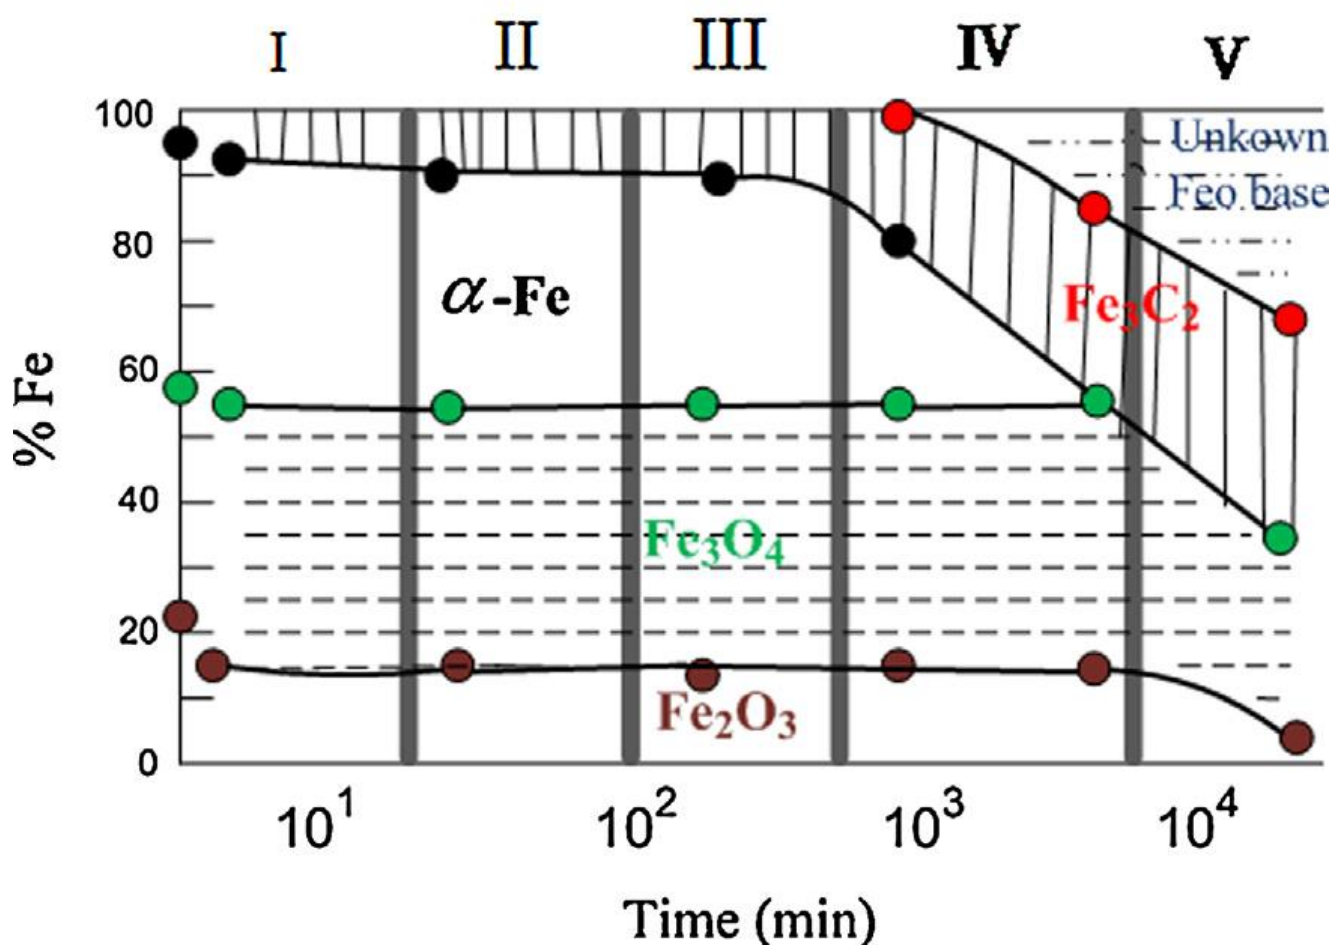 I II III IV V
100
80
60
40
20
0
% Fe
Unkown
Feo base
α-Fe
Fe₃C₂
Fe₃O₄
Fe₂O₃
10¹ 10² 10³ 10⁴
Time (min)